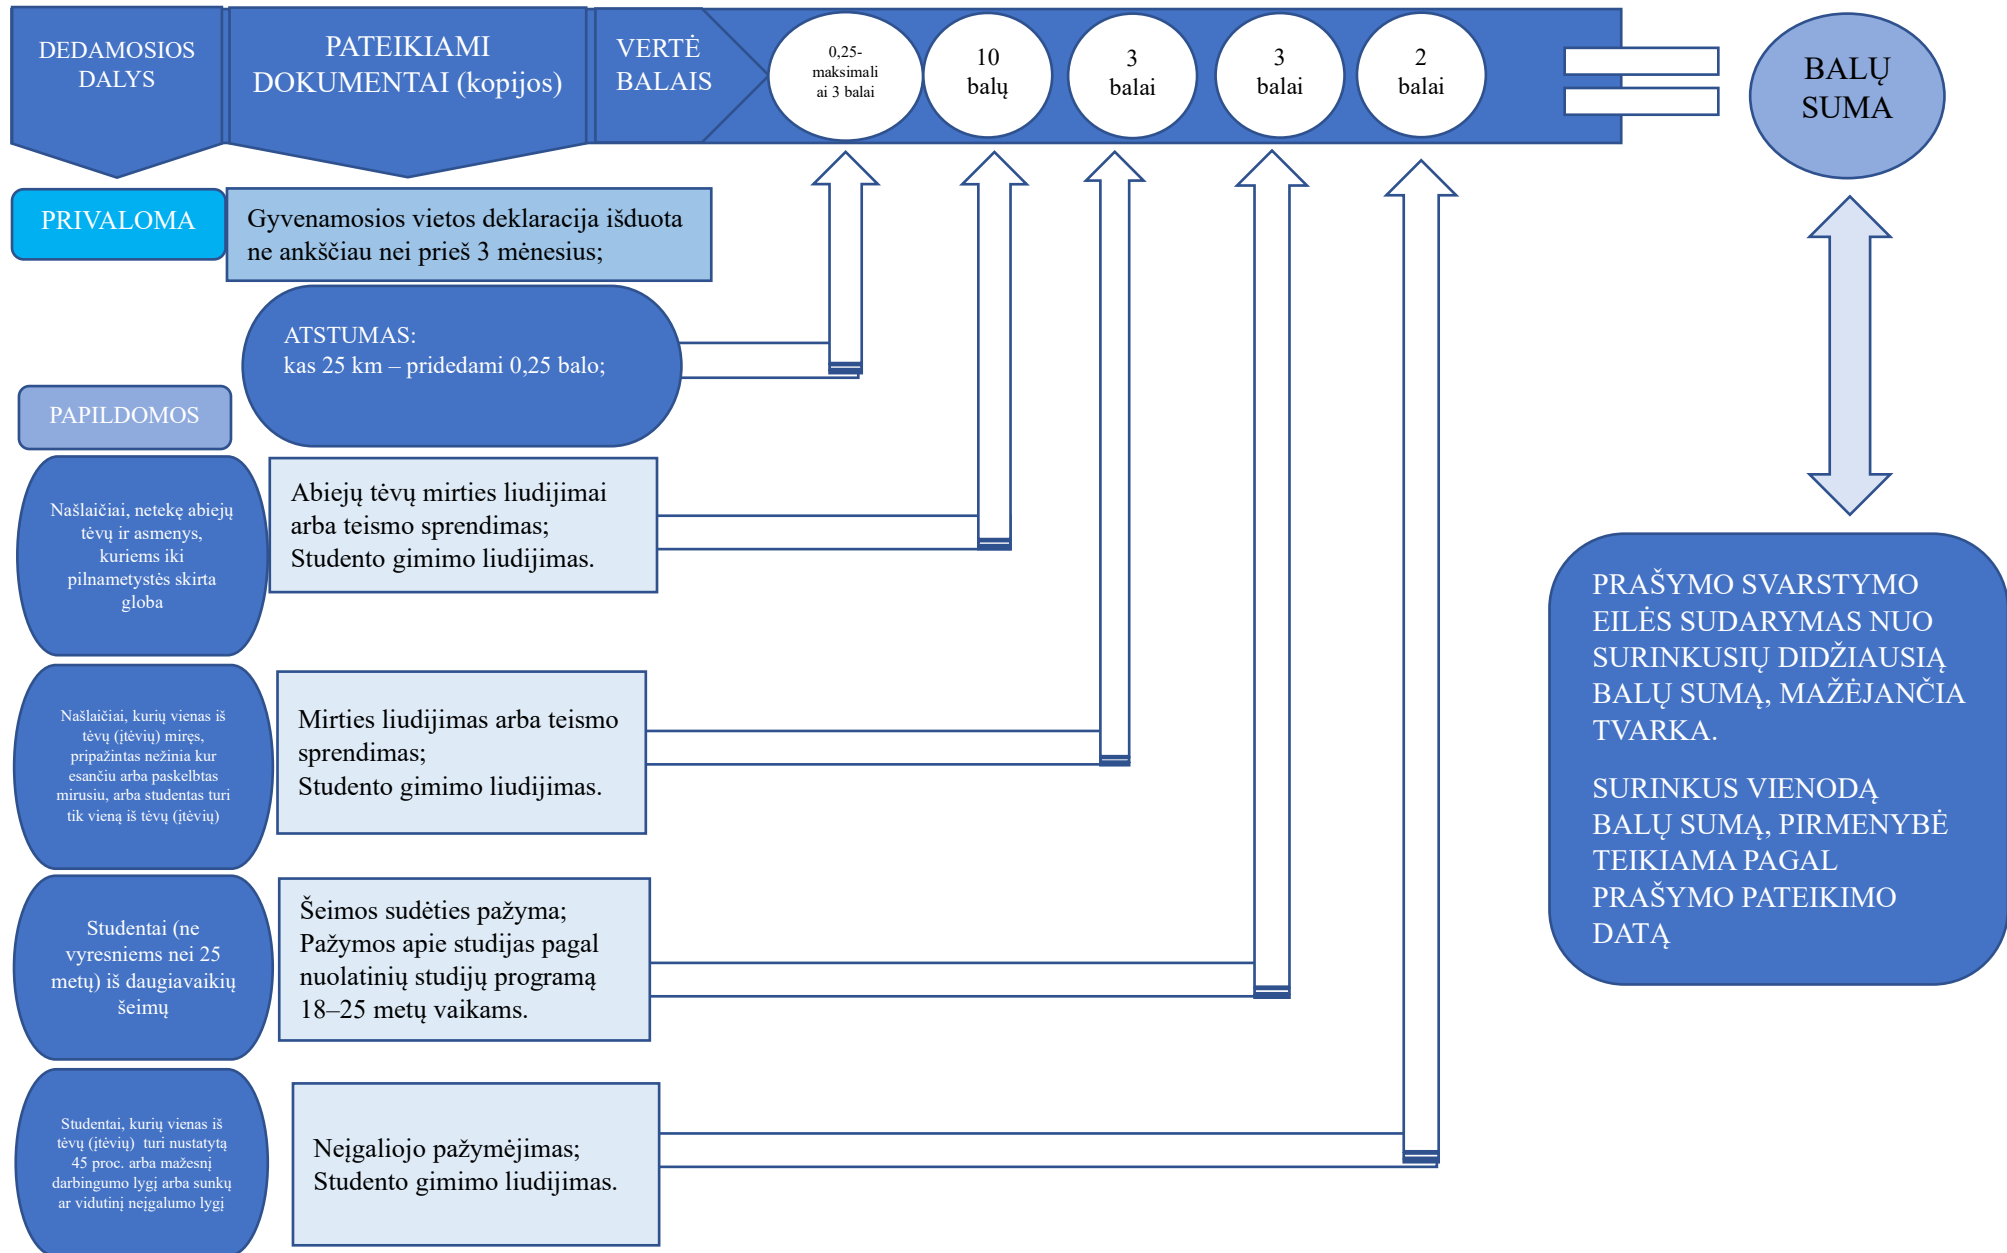 DEDAMOSIOS
DALYS
PATEIKIAMI
DOKUMENTAI (kopijos)
VERTĖ
BALAIS
0,25-
maksimali
ai 3 balai
10
balų
3
balai
3
balai
2
balai
BALŲ
SUMA
PRIVALOMA
Gyvenamosios vietos deklaracija išduota
ne ankščiau nei prieš 3 mėnesius;
ATSTUMAS:
kas 25 km – pridedami 0,25 balo;
PAPILDOMOS
Našlaičiai, netekę abiejų
tėvų ir asmenys,
kuriems iki
pilnametystės skirta
globa
Abiejų tėvų mirties liudijimai
arba teismo sprendimas;
Studento gimimo liudijimas.
Našlaičiai, kurių vienas iš
tėvų (įtėvių) miręs,
pripažintas nežinia kur
esančiu arba paskelbtas
mirusiu, arba studentas turi
tik vieną iš tėvų (įtėvių)
Mirties liudijimas arba teismo
sprendimas;
Studento gimimo liudijimas.
Studentai (ne
vyresniems nei 25
metų) iš daugiavaikių
šeimų
Šeimos sudėties pažyma;
Pažymos apie studijas pagal
nuolatinių studijų programą
18–25 metų vaikams.
Studentai, kurių vienas iš
tėvų (įtėvių) turi nustatytą
45 proc. arba mažesnį
darbingumo lygį arba sunkų
ar vidutinį neįgalumo lygį
Neįgaliojo pažymėjimas;
Studento gimimo liudijimas.
PRAŠYMO SVARSTYMO
EILĖS SUDARYMAS NUO
SURINKUSIŲ DIDŽIAUSIĄ
BALŲ SUMĄ, MAŽĖJANČIA
TVARKA.
SURINKUS VIENODĄ
BALŲ SUMĄ, PIRMENYBĖ
TEIKIAMA PAGAL
PRAŠYMO PATEIKIMO
DATĄ